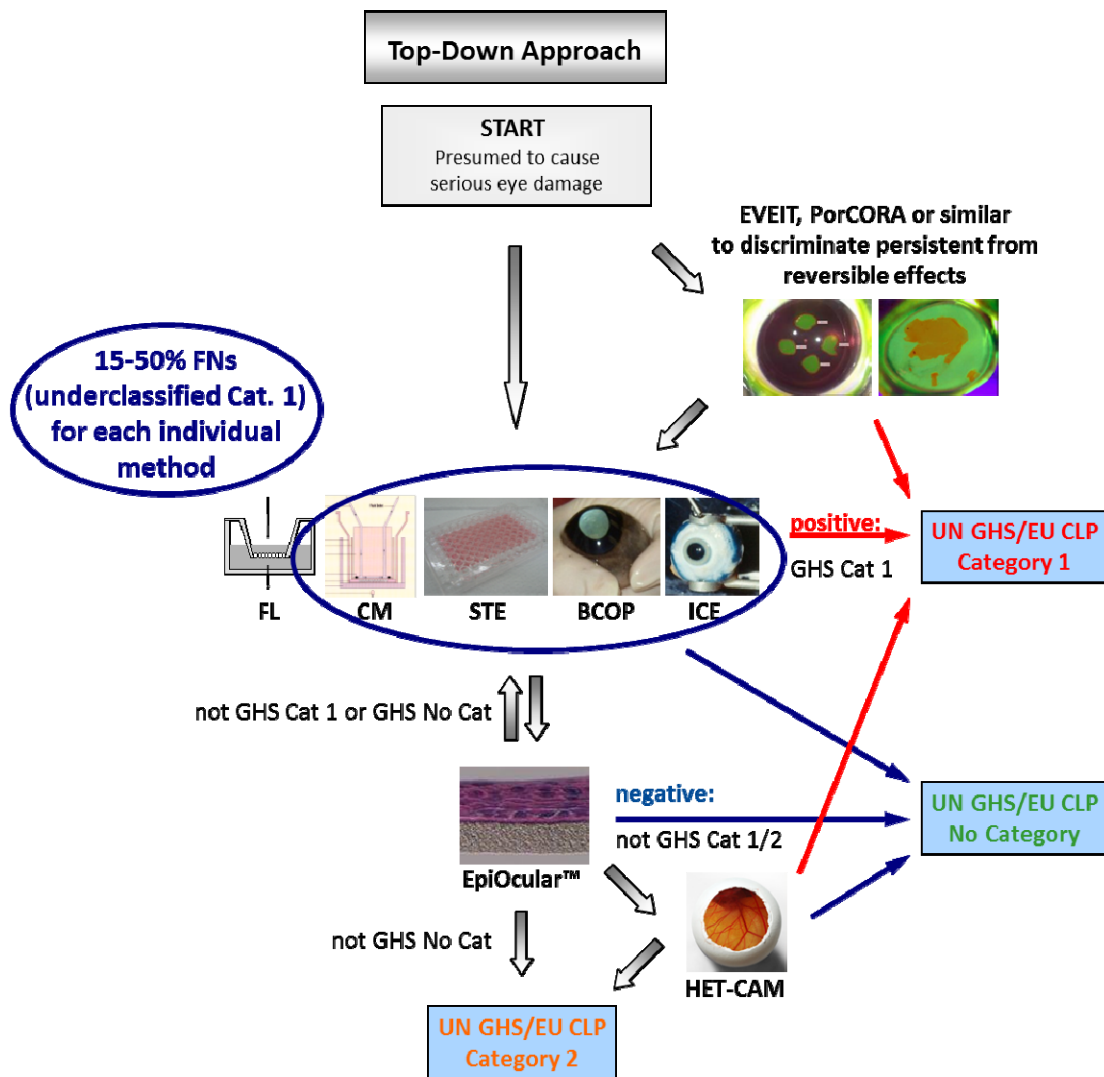 Top-Down Approach
START
Presumed to cause
serious eye damage
EVEIT, PorCORA or similar
to discriminate persistent from
reversible effects
15-50% FNs
(underclassified Cat. 1)
for each individual
method
positive:
GHS Cat 1
UN GHS/EU CLP
Category 1
FL
CM
STE
BCOP
ICE
not GHS Cat 1 or GHS No Cat
negative:
not GHS Cat 1/2
UN GHS/EU CLP
No Category
EpiOcular™
not GHS No Cat
HET-CAM
UN GHS/EU CLP
Category 2